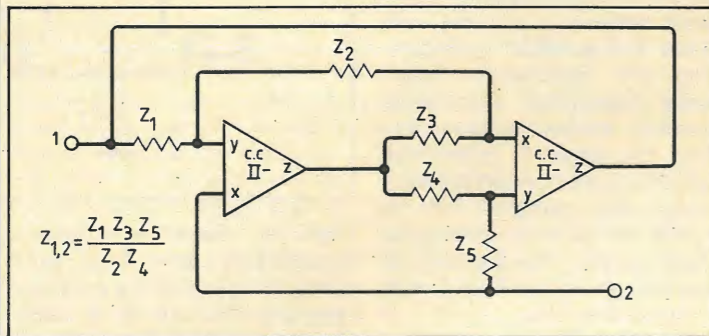 Z2
1
Z1
y
c.c.
II-
z
x
Z3
Z4
x
c.c.
II-
z
y
Z5
2
Z1,2= Z1 Z3 Z5
Z2 Z4